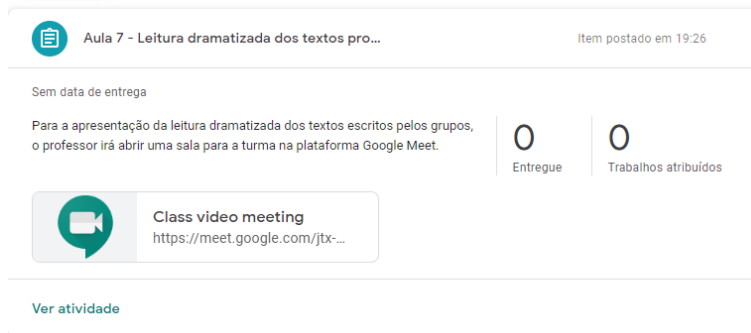 Aula 7 - Leitura dramatizada dos textos pro...
Item postado em 19:26
Sem data de entrega
Para a apresentação da leitura dramatizada dos textos escritos pelos grupos,
o professor irá abrir uma sala para a turma na plataforma Google Meet.
0
Entregue
0
Trabalhos atribuídos
Class video meeting
https://meet.google.com/jtx-...
Ver atividade